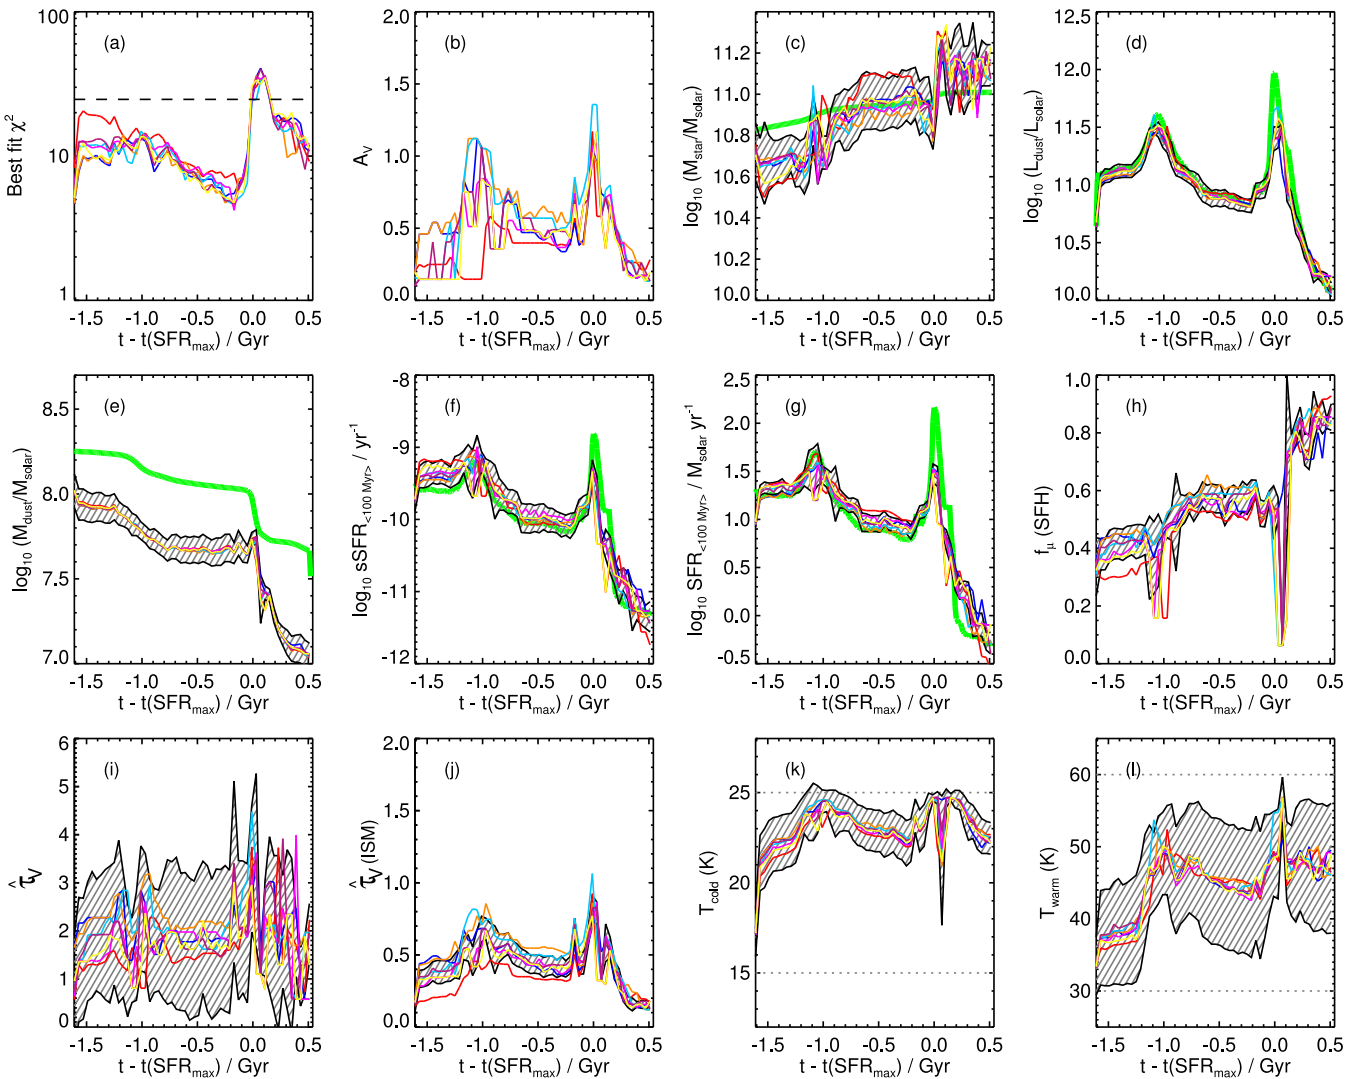 (a)
Best fit χ²
100
10
1
-1.5 -1.0 -0.5 0.0 0.5
t - t(SFRmax) / Gyr
(b)
AV
2.0
1.5
1.0
0.5
0.0
-1.5 -1.0 -0.5 0.0 0.5
t - t(SFRmax) / Gyr
(c)
log10 (Mstar/Msolar)
11.2
11.0
10.8
10.6
10.4
10.2
10.0
-1.5 -1.0 -0.5 0.0 0.5
t - t(SFRmax) / Gyr
(d)
log10 (Ldust/Lsolar)
12.5
12.0
11.5
11.0
10.5
10.0
-1.5 -1.0 -0.5 0.0 0.5
t - t(SFRmax) / Gyr
(e)
log10 (Mdust/Msolar)
8.5
8.0
7.5
7.0
-1.5 -1.0 -0.5 0.0 0.5
t - t(SFRmax) / Gyr
(f)
log10 sSFR<100 Myr> / yr-1
-8
-9
-10
-11
-12
-1.5 -1.0 -0.5 0.0 0.5
t - t(SFRmax) / Gyr
(g)
log10 SFR<100 Myr> / Msolar yr-1
2.5
2.0
1.5
1.0
0.5
0.0
-0.5
-1.5 -1.0 -0.5 0.0 0.5
t - t(SFRmax) / Gyr
(h)
fμ (SFH)
1.0
0.8
0.6
0.4
0.2
0.0
-1.5 -1.0 -0.5 0.0 0.5
t - t(SFRmax) / Gyr
(i)
τ̂V
6
5
4
3
2
1
0
-1.5 -1.0 -0.5 0.0 0.5
t - t(SFRmax) / Gyr
(j)
τ̂V (ISM)
2.0
1.5
1.0
0.5
0.0
-1.5 -1.0 -0.5 0.0 0.5
t - t(SFRmax) / Gyr
(k)
Tcold (K)
25
20
15
-1.5 -1.0 -0.5 0.0 0.5
t - t(SFRmax) / Gyr
(l)
Twarm (K)
60
50
40
30
-1.5 -1.0 -0.5 0.0 0.5
t - t(SFRmax) / Gyr